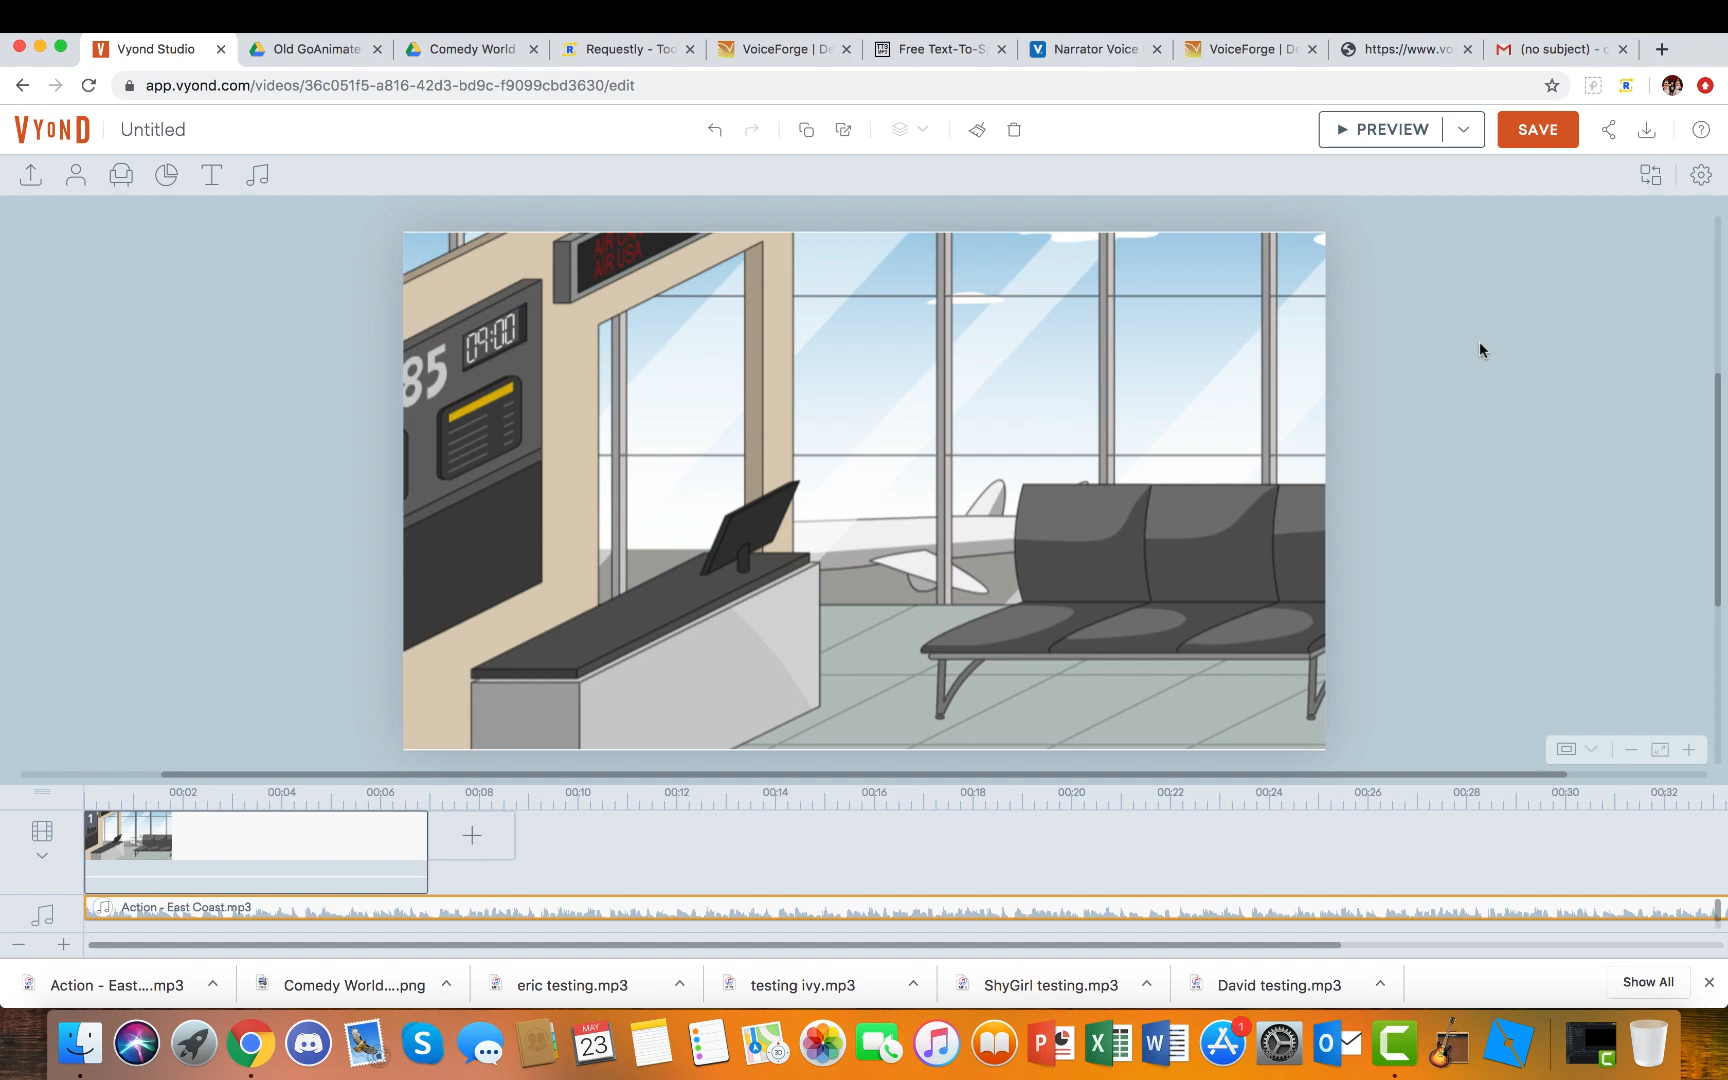 Vyond Studio
Old GoAnimate
Comedy World
Requestly - Too
VoiceForge | De
Free Text-To-S
Narrator Voice
VoiceForge | De
https://www.vo
(no subject) - c
app.vyond.com/videos/36c051f5-a816-42d3-bd9c-f9099cbd3630/edit
VYOND
Untitled
PREVIEW
SAVE
AIR USA
85
09:00
00:02
00:04
00:06
00:08
00:10
00:12
00:14
00:16
00:18
00:20
00:22
00:24
00:26
00:28
00:30
00:32
1
Action - East Coast.mp3
Action - East....mp3
Comedy World....png
eric testing.mp3
testing ivy.mp3
ShyGirl testing.mp3
David testing.mp3
Show All
MAY
23
1